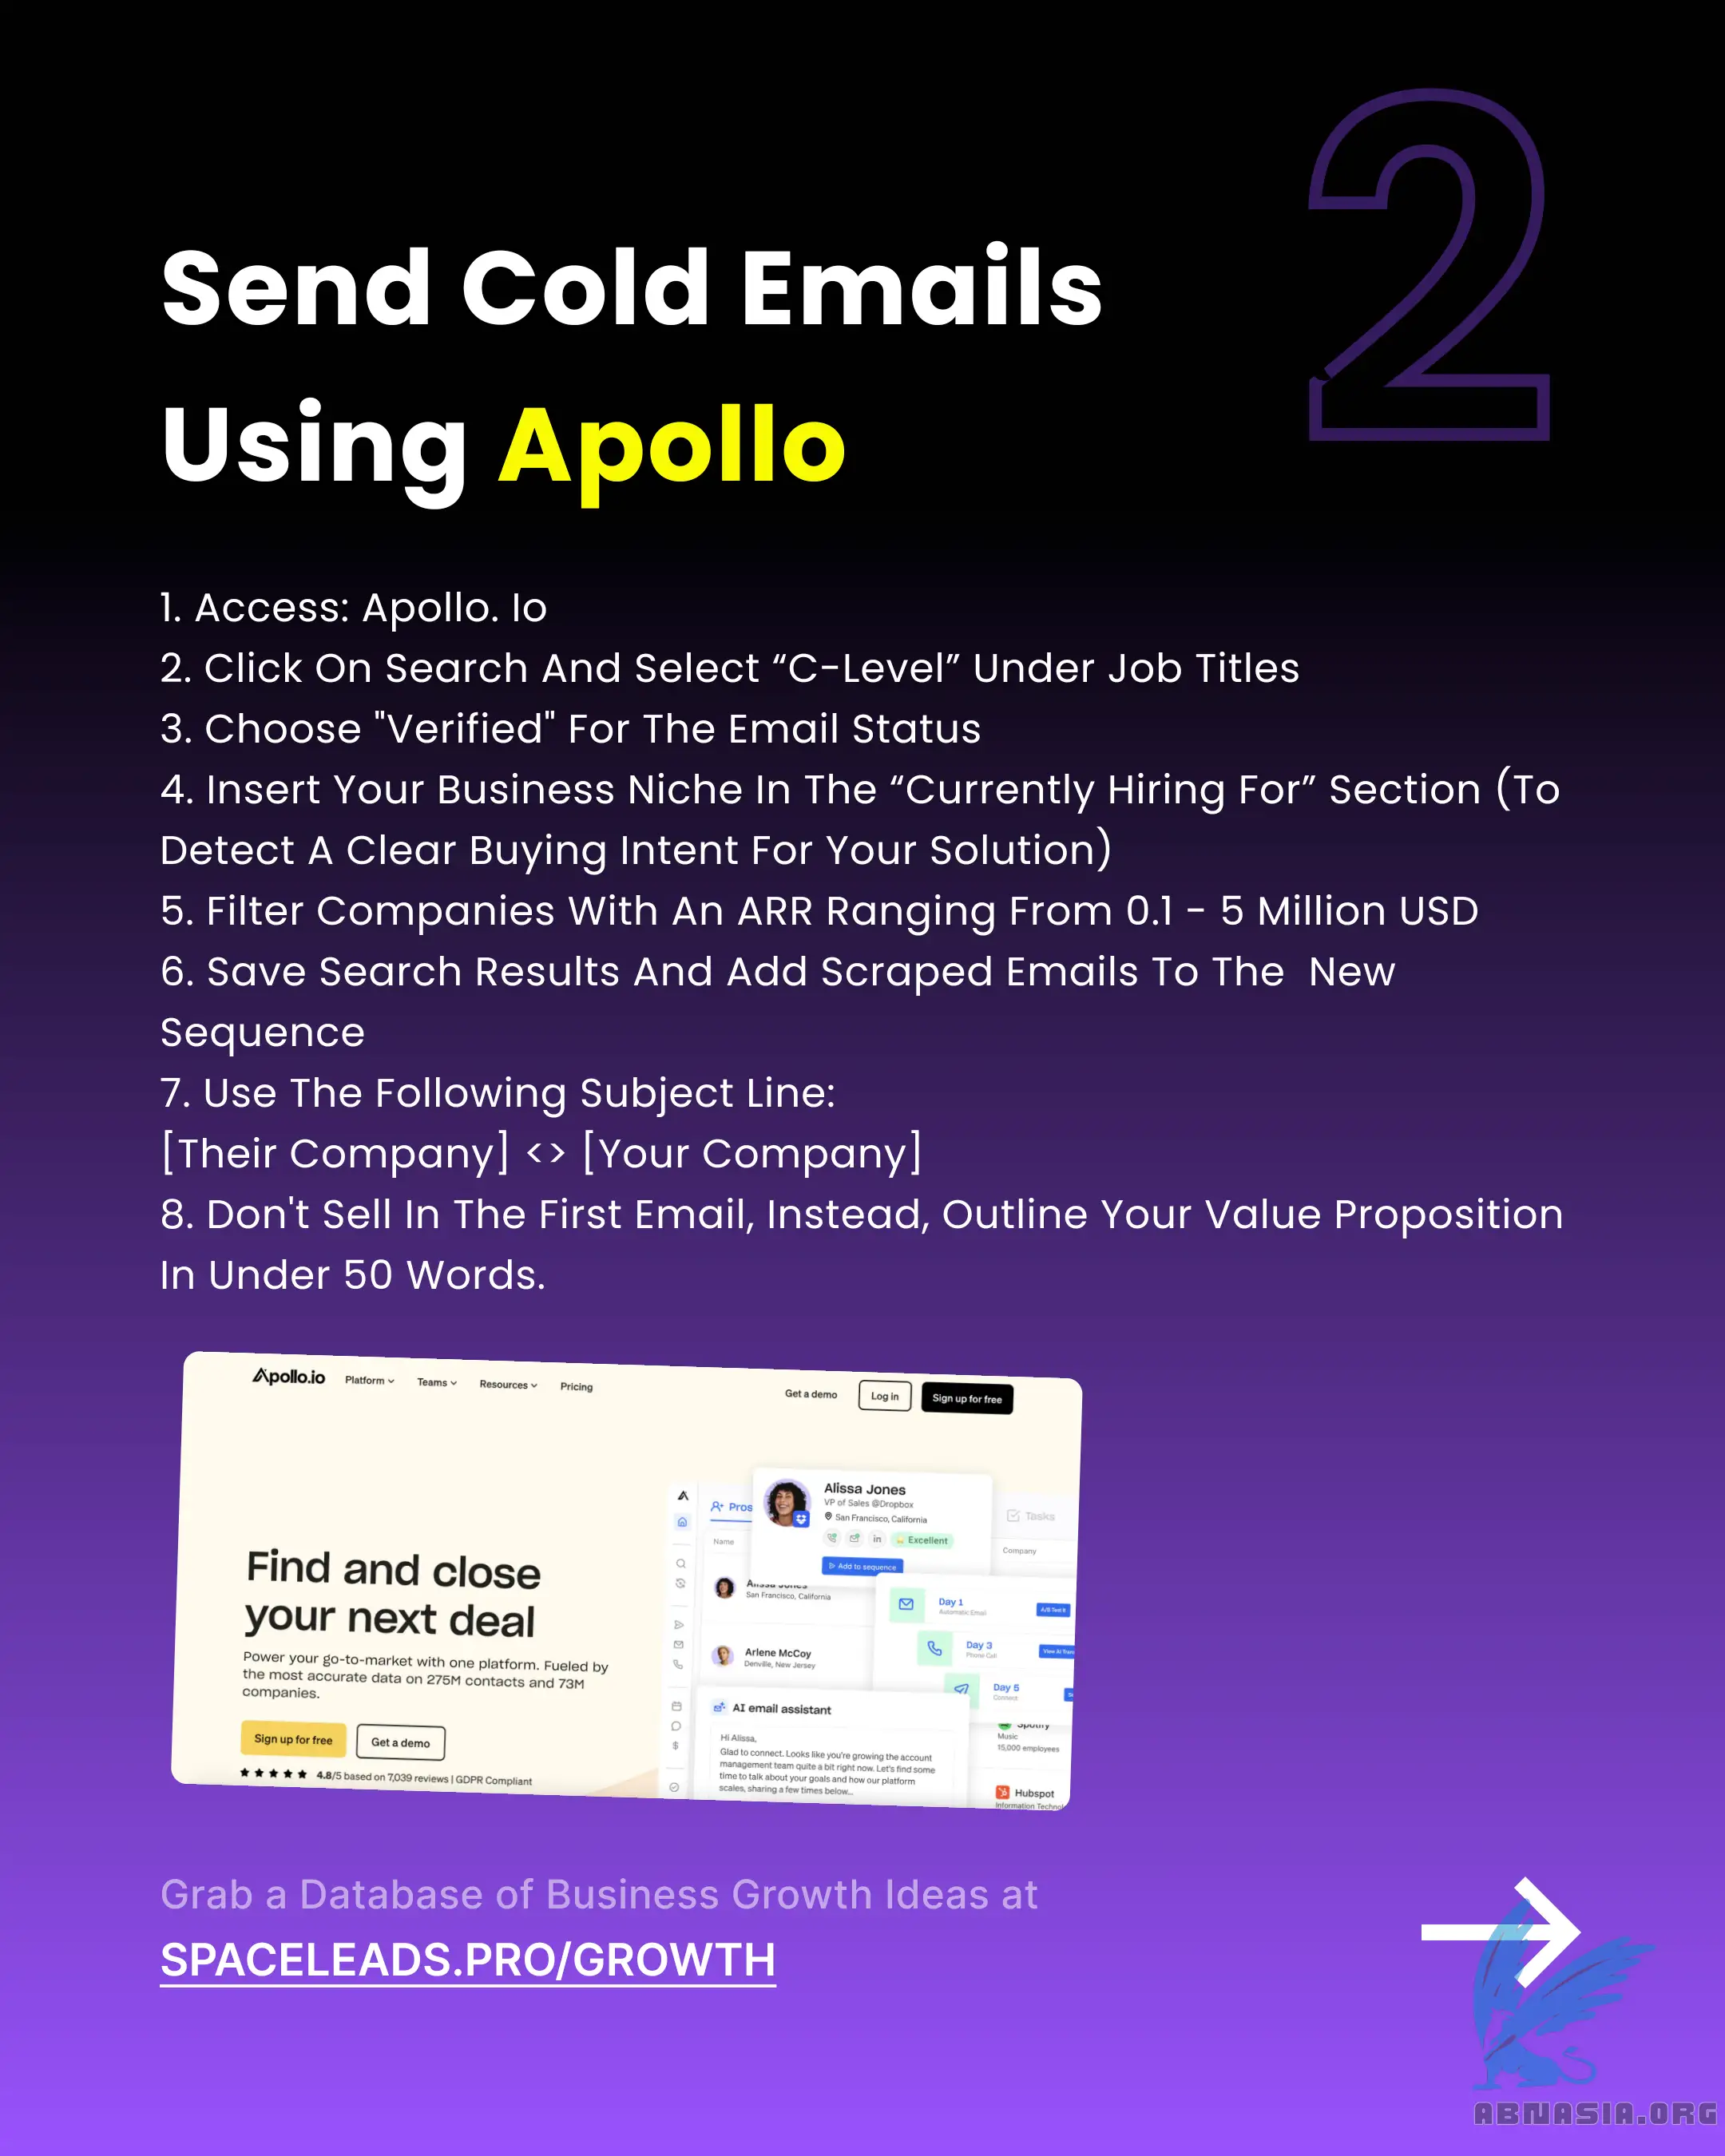 2
Send Cold Emails
Using Apollo
1. Access: Apollo. Io
2. Click On Search And Select “C-Level” Under Job Titles
3. Choose "Verified" For The Email Status
4. Insert Your Business Niche In The “Currently Hiring For” Section (To
Detect A Clear Buying Intent For Your Solution)
5. Filter Companies With An ARR Ranging From 0.1 - 5 Million USD
6. Save Search Results And Add Scraped Emails To The  New
Sequence
7. Use The Following Subject Line:
[Their Company] <> [Your Company]
8. Don't Sell In The First Email, Instead, Outline Your Value Proposition
In Under 50 Words.
Apollo.io Platform Teams Resources Pricing Get a demo Log in Sign up for free
Find and close
your next deal
Power your go-to-market with one platform. Fueled by
the most accurate data on 275M contacts and 73M
companies.
Sign up for free Get a demo
4.8/5 based on 7,039 reviews | GDPR Compliant
Alissa Jones
VP of Sales @Dropbox
San Francisco, California
in Excellent
Add to sequence
Tasks
Name
Company
Alissa Jones
San Francisco, California
Arlene McCoy
Denville, New Jersey
Day 1
Automatic Email
A/B Test
Day 3
Phone Call
View AI
Day 5
Connect
AI email assistant
Hi Alissa,
Glad to connect. Looks like you're growing the account
management team quite a bit right now. Let's find some
time to talk about your goals and how our platform
scales, sharing a few times below...
Spotify
Music
15,000 employees
Hubspot
Information
Grab a Database of Business Growth Ideas at
SPACELEADS.PRO/GROWTH
ABNASIA.ORG